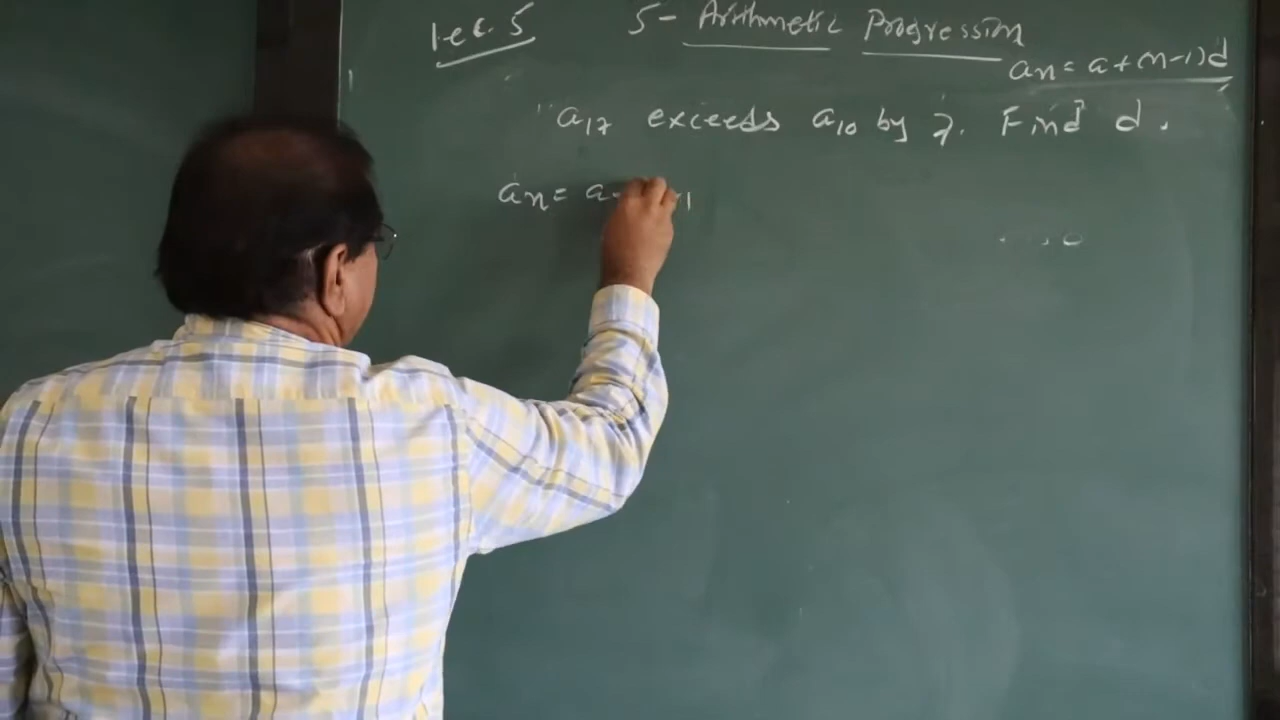 Lec. 5 5- Arithmetic Progression
an = a + (n-1)d
a17 exceeds a10 by 7. Find d.
an = a